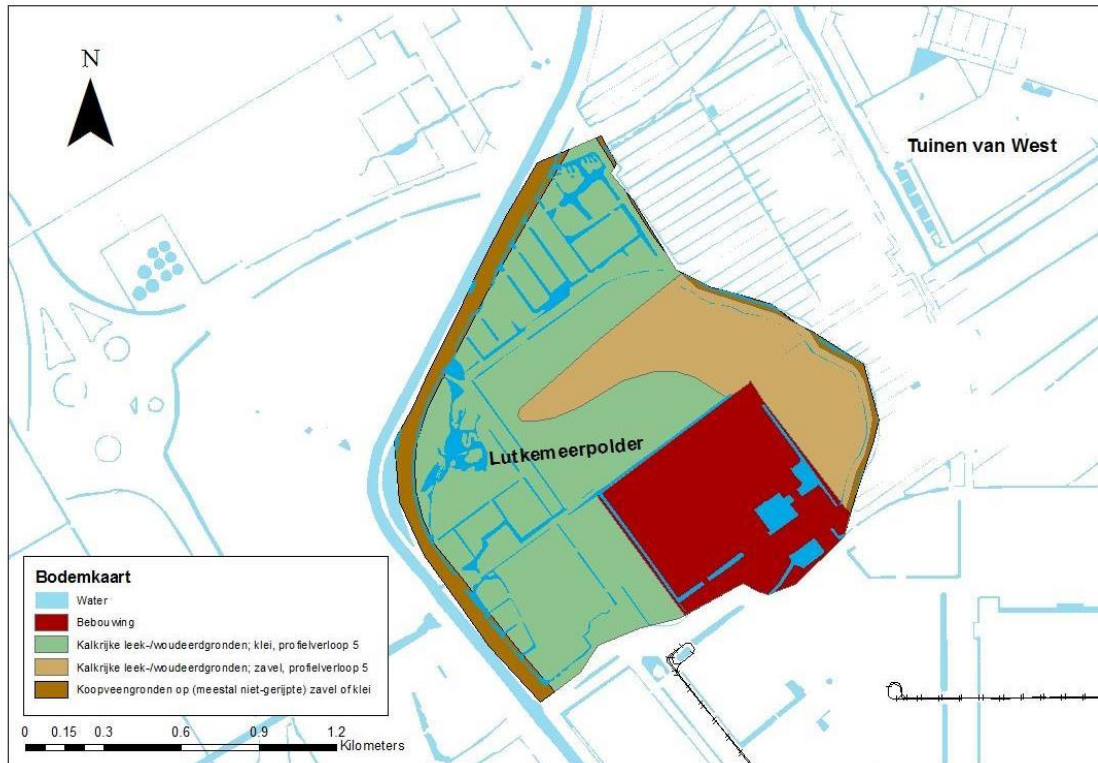 N
Tuinen van West
Lutkemeerpolder
Bodemkaart
Water
Bebouwing
Kalkrijke leek-/woudeerdgronden; klei, profielverloop 5
Kalkrijke leek-/woudeerdgronden; zavel, profielverloop 5
Koopveengronden op (meestal niet-gerijpte) zavel of klei
0 0.15 0.3 0.6 0.9 1.2
Kilometers